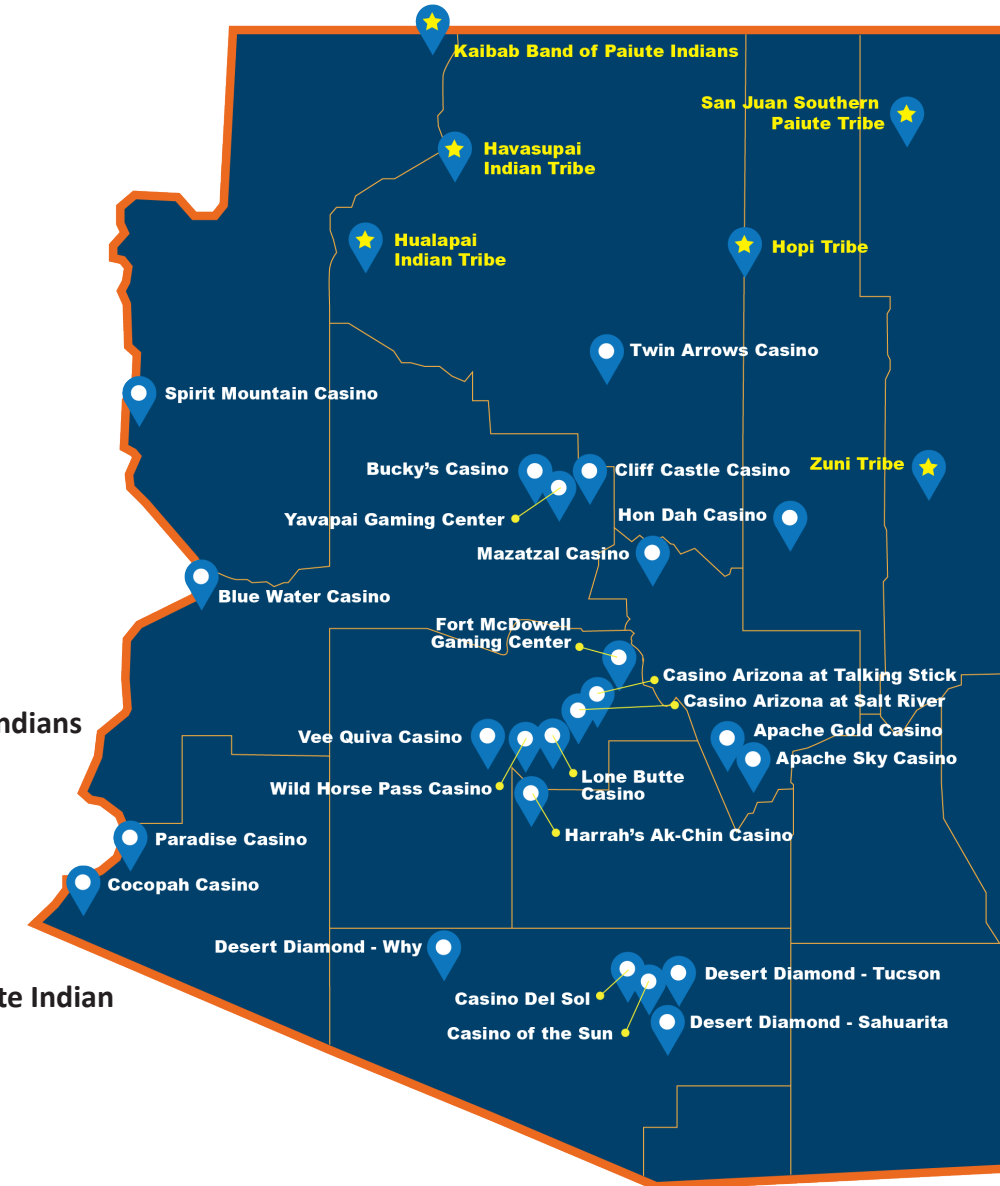 Kaibab Band of Paiute Indians
San Juan Southern
Paiute Tribe
Havasupai
Indian Tribe
Hualapai
Indian Tribe
Hopi Tribe
Twin Arrows Casino
Spirit Mountain Casino
Bucky’s Casino
Cliff Castle Casino
Zuni Tribe
Yavapai Gaming Center
Hon Dah Casino
Mazatzal Casino
Blue Water Casino
Fort McDowell
Gaming Center
Casino Arizona at Talking Stick
Casino Arizona at Salt River
ndians
Vee Quiva Casino
Apache Gold Casino
Apache Sky Casino
Wild Horse Pass Casino
Lone Butte
Casino
Harrah’s Ak-Chin Casino
Paradise Casino
Cocopah Casino
Desert Diamond - Why
Desert Diamond - Tucson
te Indian
Casino Del Sol
Desert Diamond - Sahuarita
Casino of the Sun